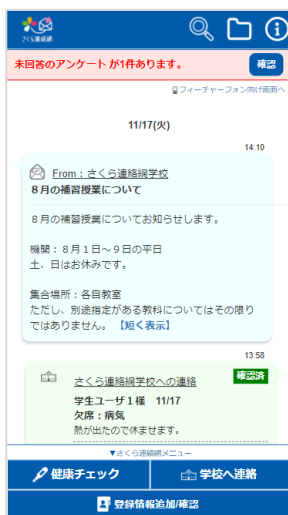 さくら連絡網
未回答のアンケート が1件あります。 確認
フィーチャーフォン向け画面へ
11/17(火)
14:10
From：さくら連絡網学校
８月の補習授業について
８月の補習授業についてお知らせします。
機関：８月１日～９日の平日
土、日はお休みです。
集合場所：各自教室
ただし、別途指定がある教科についてはその限
りではありません。 【短く表示】
13:58
さくら連絡網学校への連絡 確認済
学生ユーザ１様 11/17
欠席：病気
熱が出たので休ませます。
▼さくら連絡網メニュー
健康チェック 学校へ連絡
登録情報追加/確認